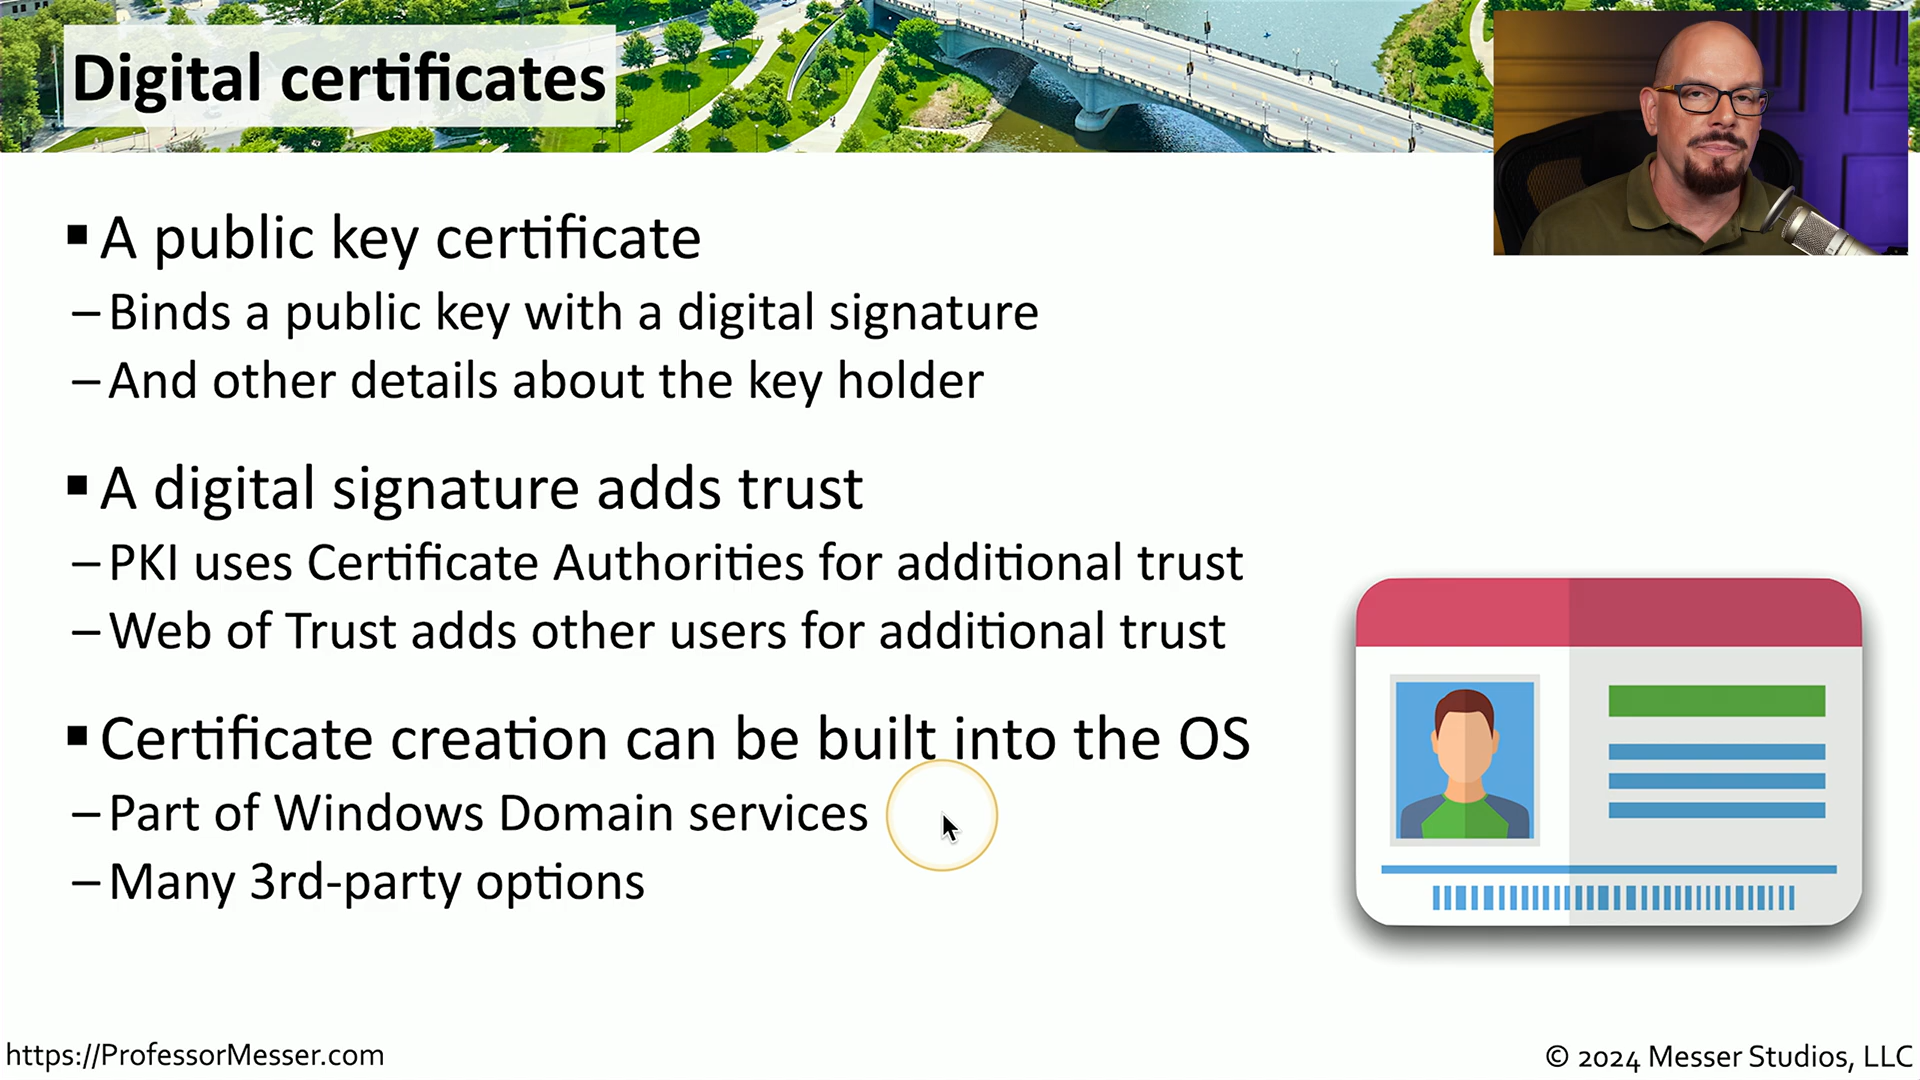 Digital certificates
▪ A public key certificate
– Binds a public key with a digital signature
– And other details about the key holder
▪ A digital signature adds trust
– PKI uses Certificate Authorities for additional trust
– Web of Trust adds other users for additional trust
▪ Certificate creation can be built into the OS
– Part of Windows Domain services
– Many 3rd-party options
https://ProfessorMesser.com
© 2024 Messer Studios, LLC